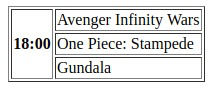 18:00
Avenger Infinity Wars
One Piece: Stampede
Gundala